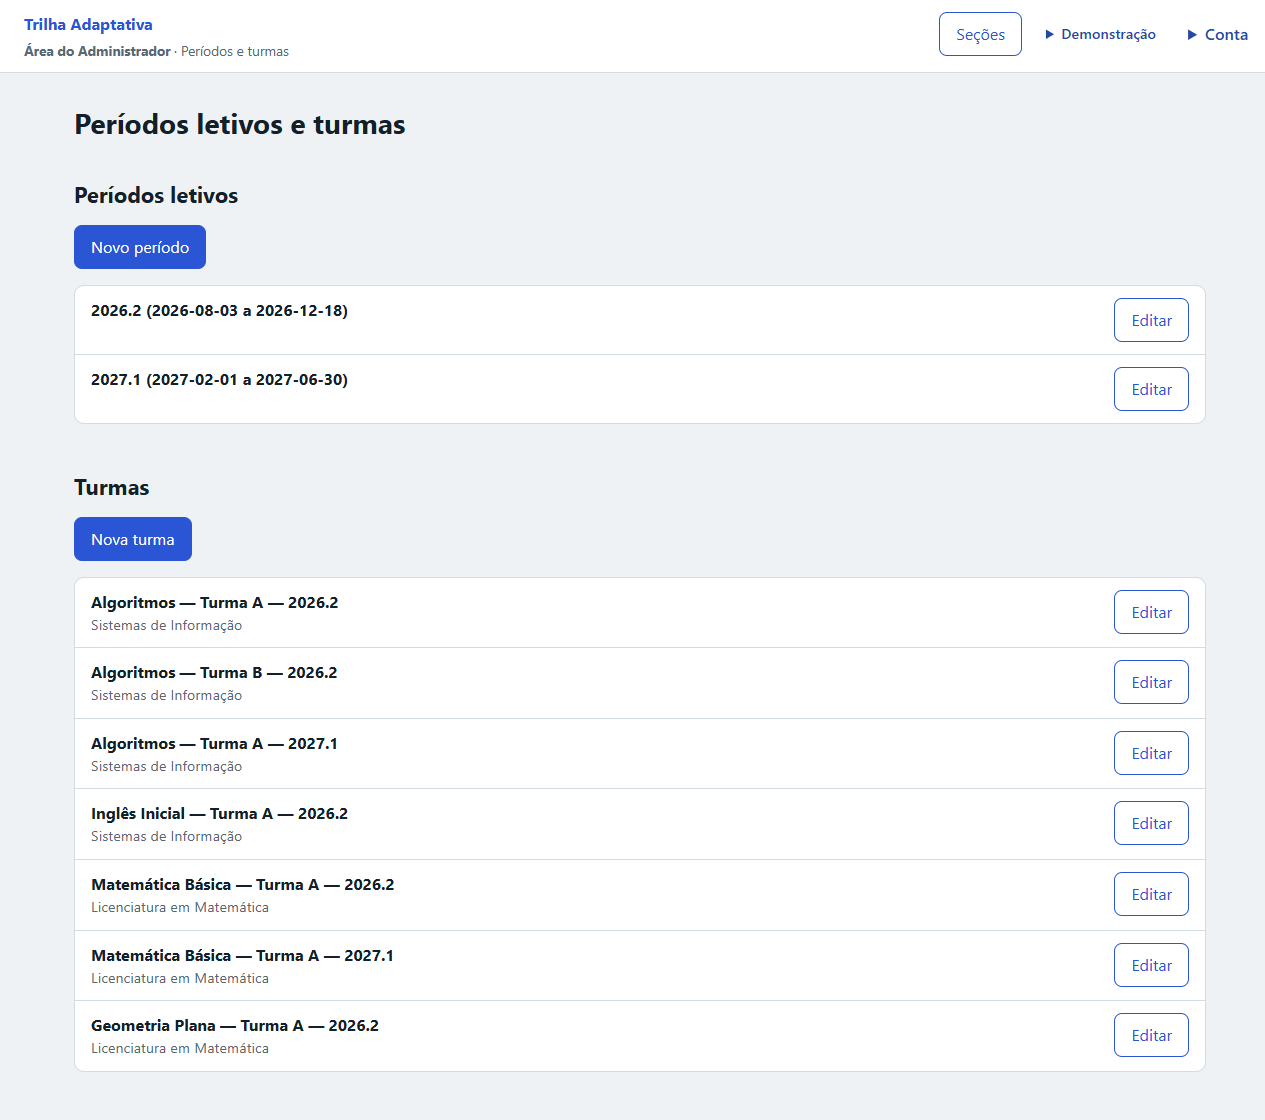 Trilha Adaptativa
Área do Administrador · Períodos e turmas
Seções
Demonstração
Conta
Períodos letivos e turmas
Períodos letivos
Novo período
2026.2 (2026-08-03 a 2026-12-18)
Editar
2027.1 (2027-02-01 a 2027-06-30)
Editar
Turmas
Nova turma
Algoritmos — Turma A — 2026.2
Sistemas de Informação
Editar
Algoritmos — Turma B — 2026.2
Sistemas de Informação
Editar
Algoritmos — Turma A — 2027.1
Sistemas de Informação
Editar
Inglês Inicial — Turma A — 2026.2
Sistemas de Informação
Editar
Matemática Básica — Turma A — 2026.2
Licenciatura em Matemática
Editar
Matemática Básica — Turma A — 2027.1
Licenciatura em Matemática
Editar
Geometria Plana — Turma A — 2026.2
Licenciatura em Matemática
Editar